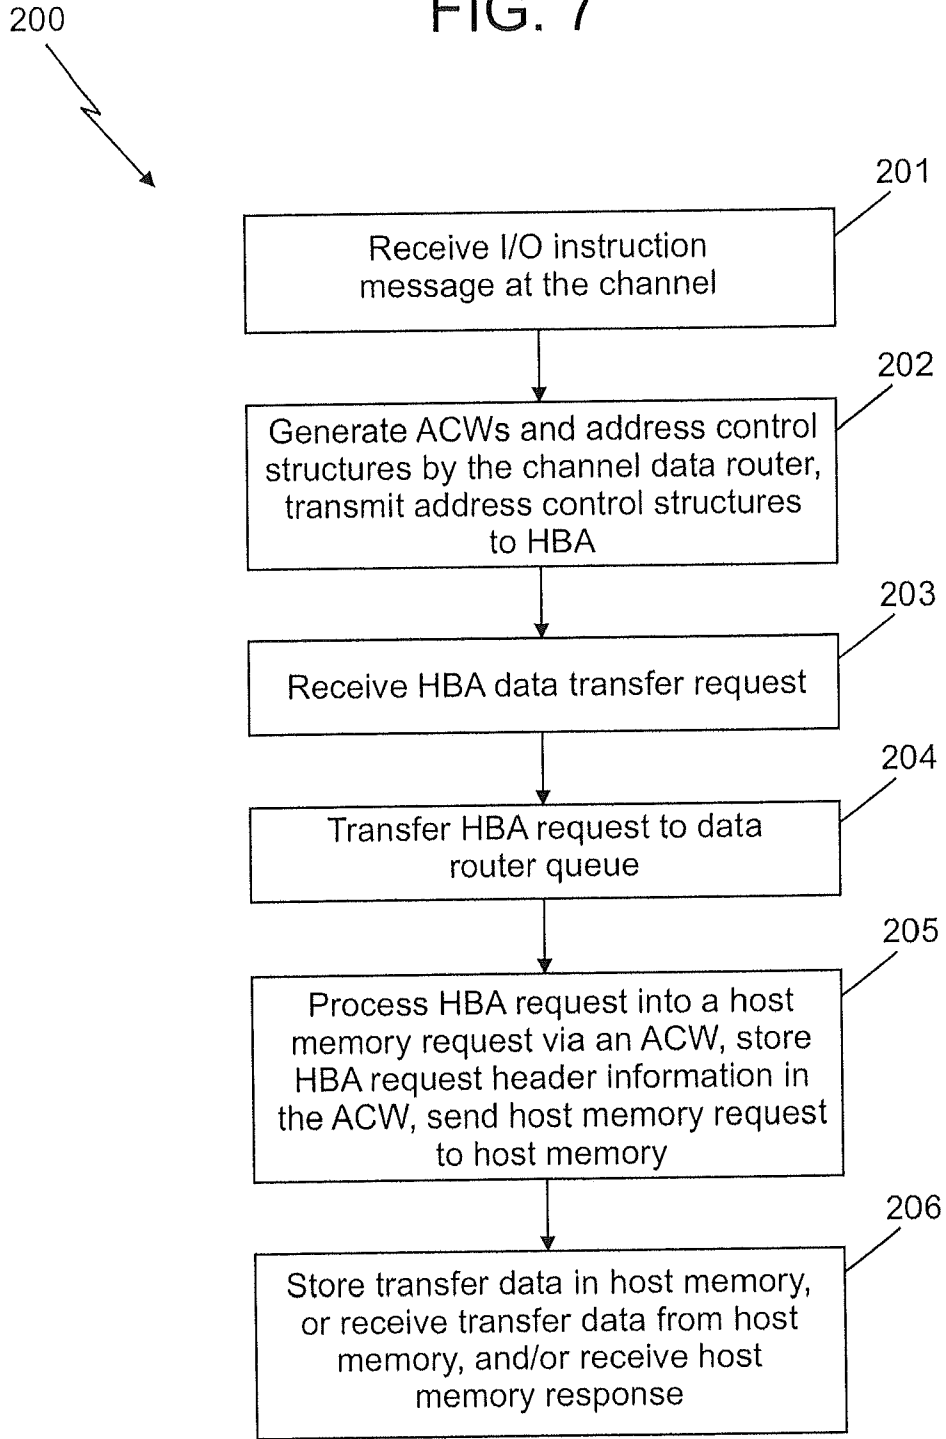 FIG. 7
200
201
Receive I/O instruction
message at the channel
202
Generate ACWs and address control
structures by the channel data router,
transmit address control structures
to HBA
203
Receive HBA data transfer request
204
Transfer HBA request to data
router queue
205
Process HBA request into a host
memory request via an ACW, store
HBA request header information in
the ACW, send host memory request
to host memory
206
Store transfer data in host memory,
or receive transfer data from host
memory, and/or receive host
memory response